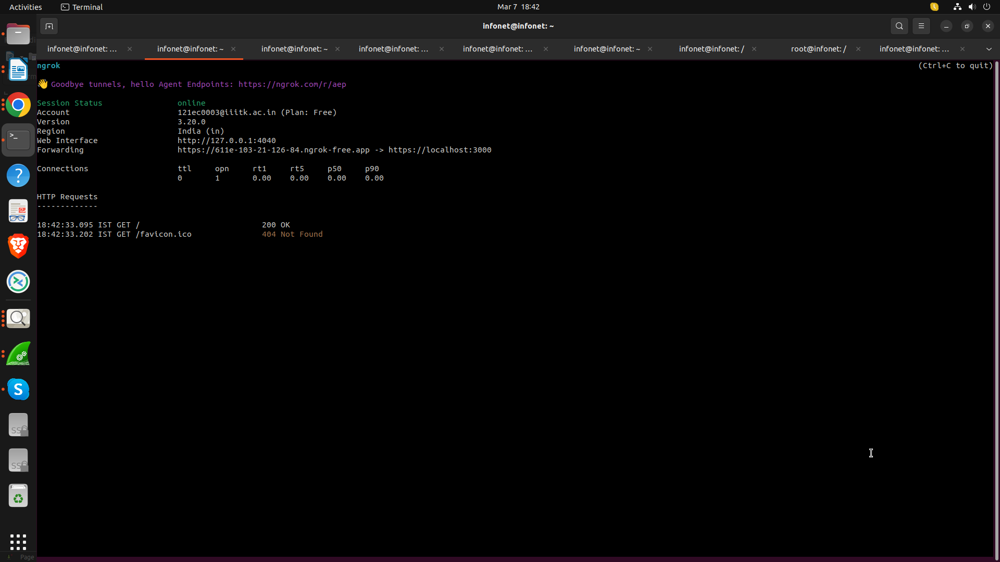 Activities Terminal Mar 7 18:42
infonet@infonet: ~
infonet@infonet: ... infonet@infonet: ~ infonet@infonet: ~ infonet@infonet: ... infonet@infonet: ... infonet@infonet: ~ infonet@infonet: / root@infonet: / infonet@infonet: ...
ngrok (Ctrl+C to quit)
👋 Goodbye tunnels, hello Agent Endpoints: https://ngrok.com/r/aep
Session Status online
Account 121ec0003@iiitk.ac.in (Plan: Free)
Version 3.20.0
Region India (in)
Web Interface http://127.0.0.1:4040
Forwarding https://611e-103-21-126-84.ngrok-free.app -> https://localhost:3000
Connections ttl opn rt1 rt5 p50 p90
0 1 0.00 0.00 0.00 0.00
HTTP Requests
-------------
18:42:33.095 IST GET / 200 OK
18:42:33.202 IST GET /favicon.ico 404 Not Found
>_
?
S
SSD
SSD
Page